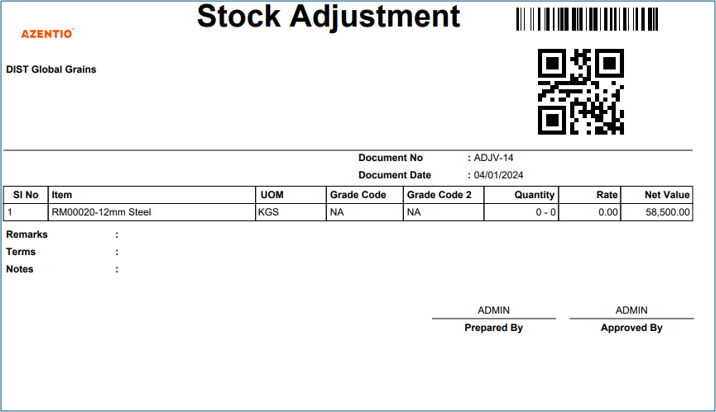 Stock Adjustment
AZENTIO
DIST Global Grains
Document No : ADJV-14
Document Date : 04/01/2024
SI No Item UOM Grade Code Grade Code 2 Quantity Rate Net Value
1 RM00020-12mm Steel KGS NA NA 0 - 0 0.00 58,500.00
Remarks :
Terms :
Notes :
ADMIN ADMIN
Prepared By Approved By